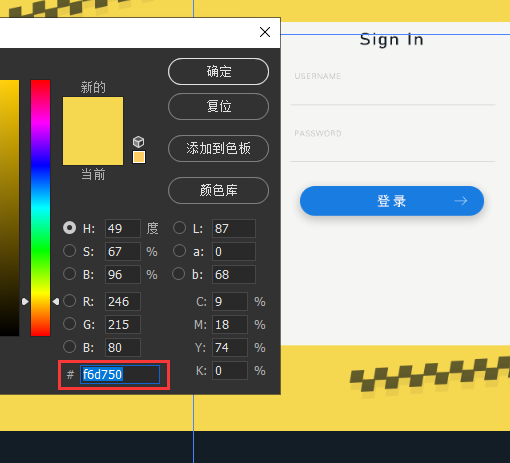 Sign In
确定
USERNAME
新的
复位
PASSWORD
添加到色板
当前
颜色库
登录
H: 49 度 L: 87
S: 67 % a: 0
B: 96 % b: 68
R: 246 C: 9 %
G: 215 M: 18 %
B: 80 Y: 74 %
# f6d750 K: 0 %